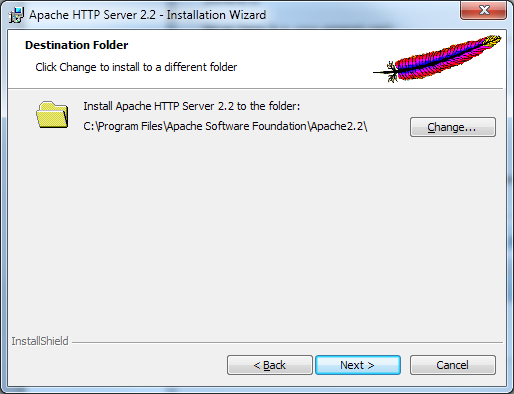 Apache HTTP Server 2.2 - Installation Wizard
Destination Folder
Click Change to install to a different folder
Install Apache HTTP Server 2.2 to the folder:
C:\Program Files\Apache Software Foundation\Apache2.2\
Change...
InstallShield
< Back
Next >
Cancel